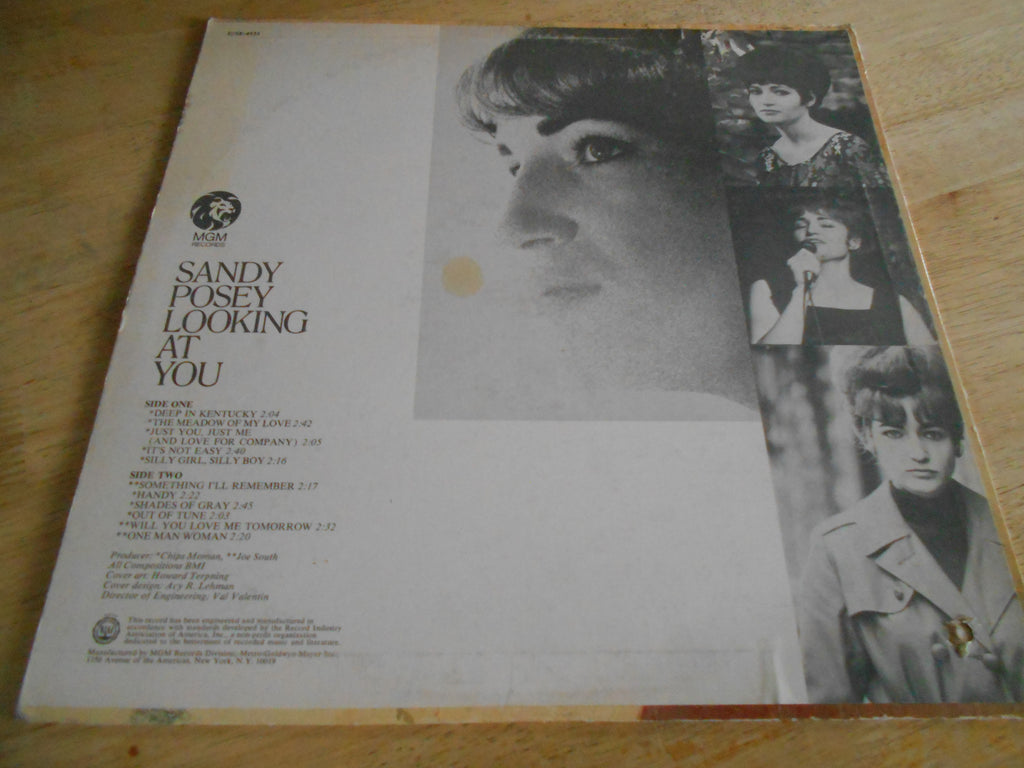 MGM
RECORDS
SANDY
POSEY
LOOKING
AT
YOU
SIDE ONE
*DEEP IN KENTUCKY 2:04
*THE MEADOW OF MY LOVE 2:42
*JUST YOU, JUST ME
(AND LOVE FOR COMPANY) 2:05
*IT'S NOT EASY 2:40
*SILLY GIRL, SILLY BOY 2:16
SIDE TWO
**SOMETHING I'LL REMEMBER 2:17
*HANDY 2:22
*SHADES OF GRAY 2:45
*OUT OF TUNE 2:03
**WILL YOU LOVE ME TOMORROW 2:32
**ONE MAN WOMAN 2:20
Producer: *Chips Moman, **Joe South
All Compositions BMI
Cover art: Howard Terpning
Cover design: Acy R. Lehman
Director of Engineering, Val Valentin
This record has been engineered and manufactured in
accordance with standards developed by the Record Industry
Association of America, Inc., a non-profit organization
dedicated to the betterment of recorded music and literature.
Manufactured by MGM Records Division, Metro-Goldwyn-Mayer Inc.,
1350 Avenue of the Americas, New York, N.Y. 10019